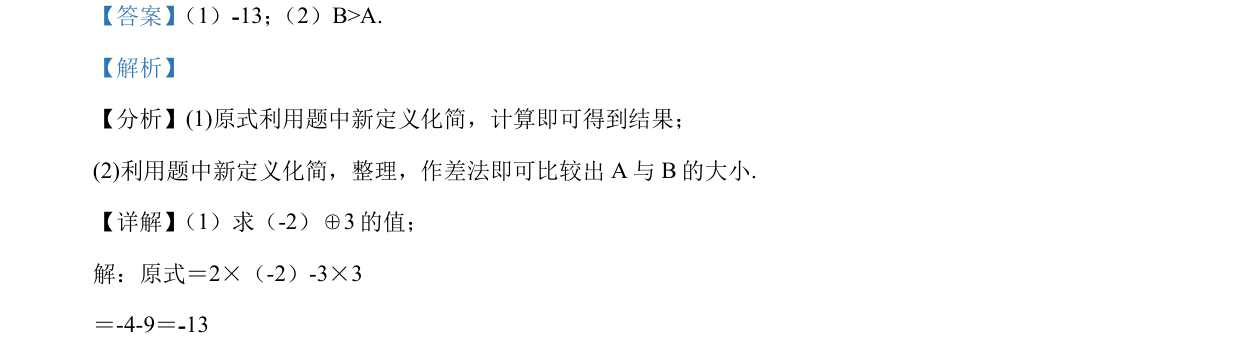 【答案】（1）-13；（2）B>A.
【解析】
【分析】(1)原式利用题中新定义化简，计算即可得到结果；
(2)利用题中新定义化简，整理，作差法即可比较出 A 与 B 的大小.
【详解】（1）求（-2）⊕3 的值；
解：原式＝2×（-2）-3×3
＝-4-9＝-13